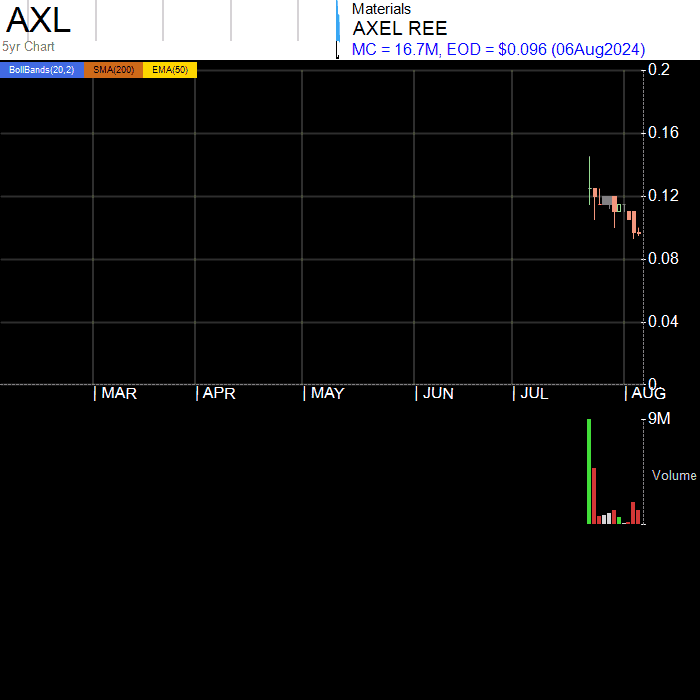 AXL
5yr Chart
Materials
AXEL REE
MC = 16.7M, EOD = $0.096 (06Aug2024)
BollBands(20,2) SMA(200) EMA(50)
0.2
0.16
0.12
0.08
0.04
0
| MAR | APR | MAY | JUN | JUL | AUG
9M
Volume